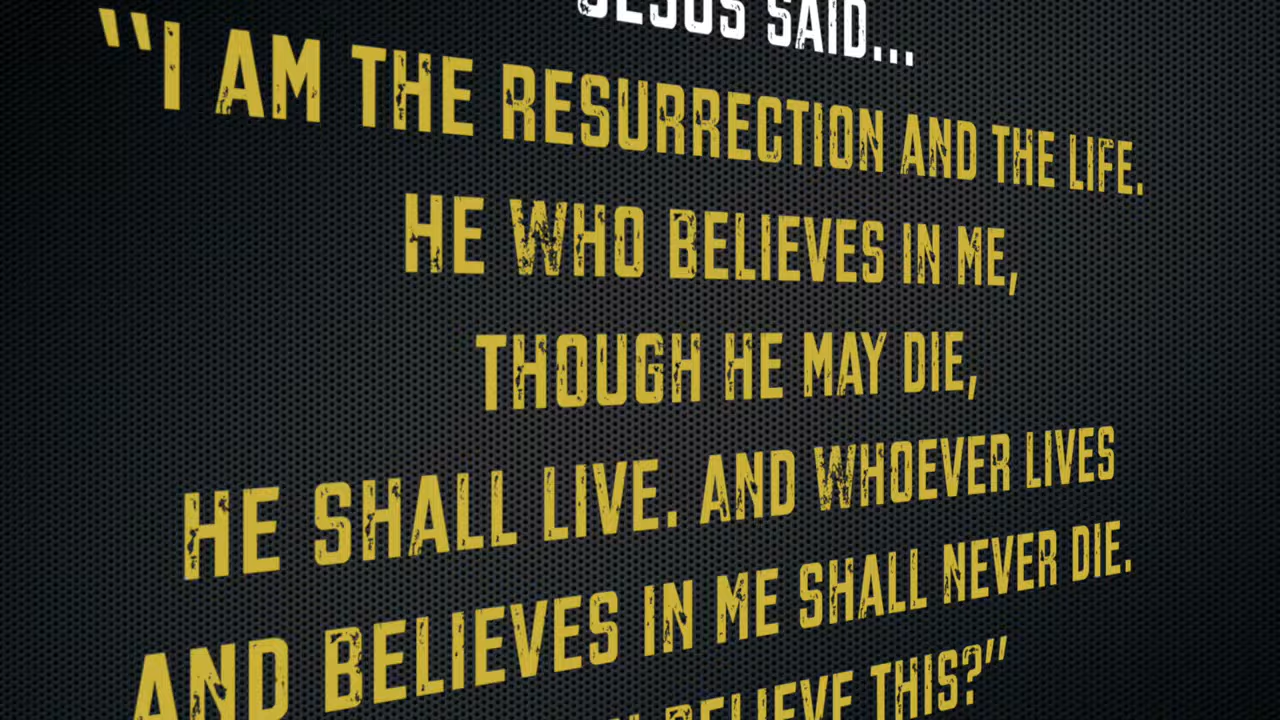 JESUS SAID...
"I AM THE RESURRECTION AND THE LIFE.
HE WHO BELIEVES IN ME,
THOUGH HE MAY DIE,
HE SHALL LIVE. AND WHOEVER LIVES
AND BELIEVES IN ME SHALL NEVER DIE.
BELIEVE THIS?"